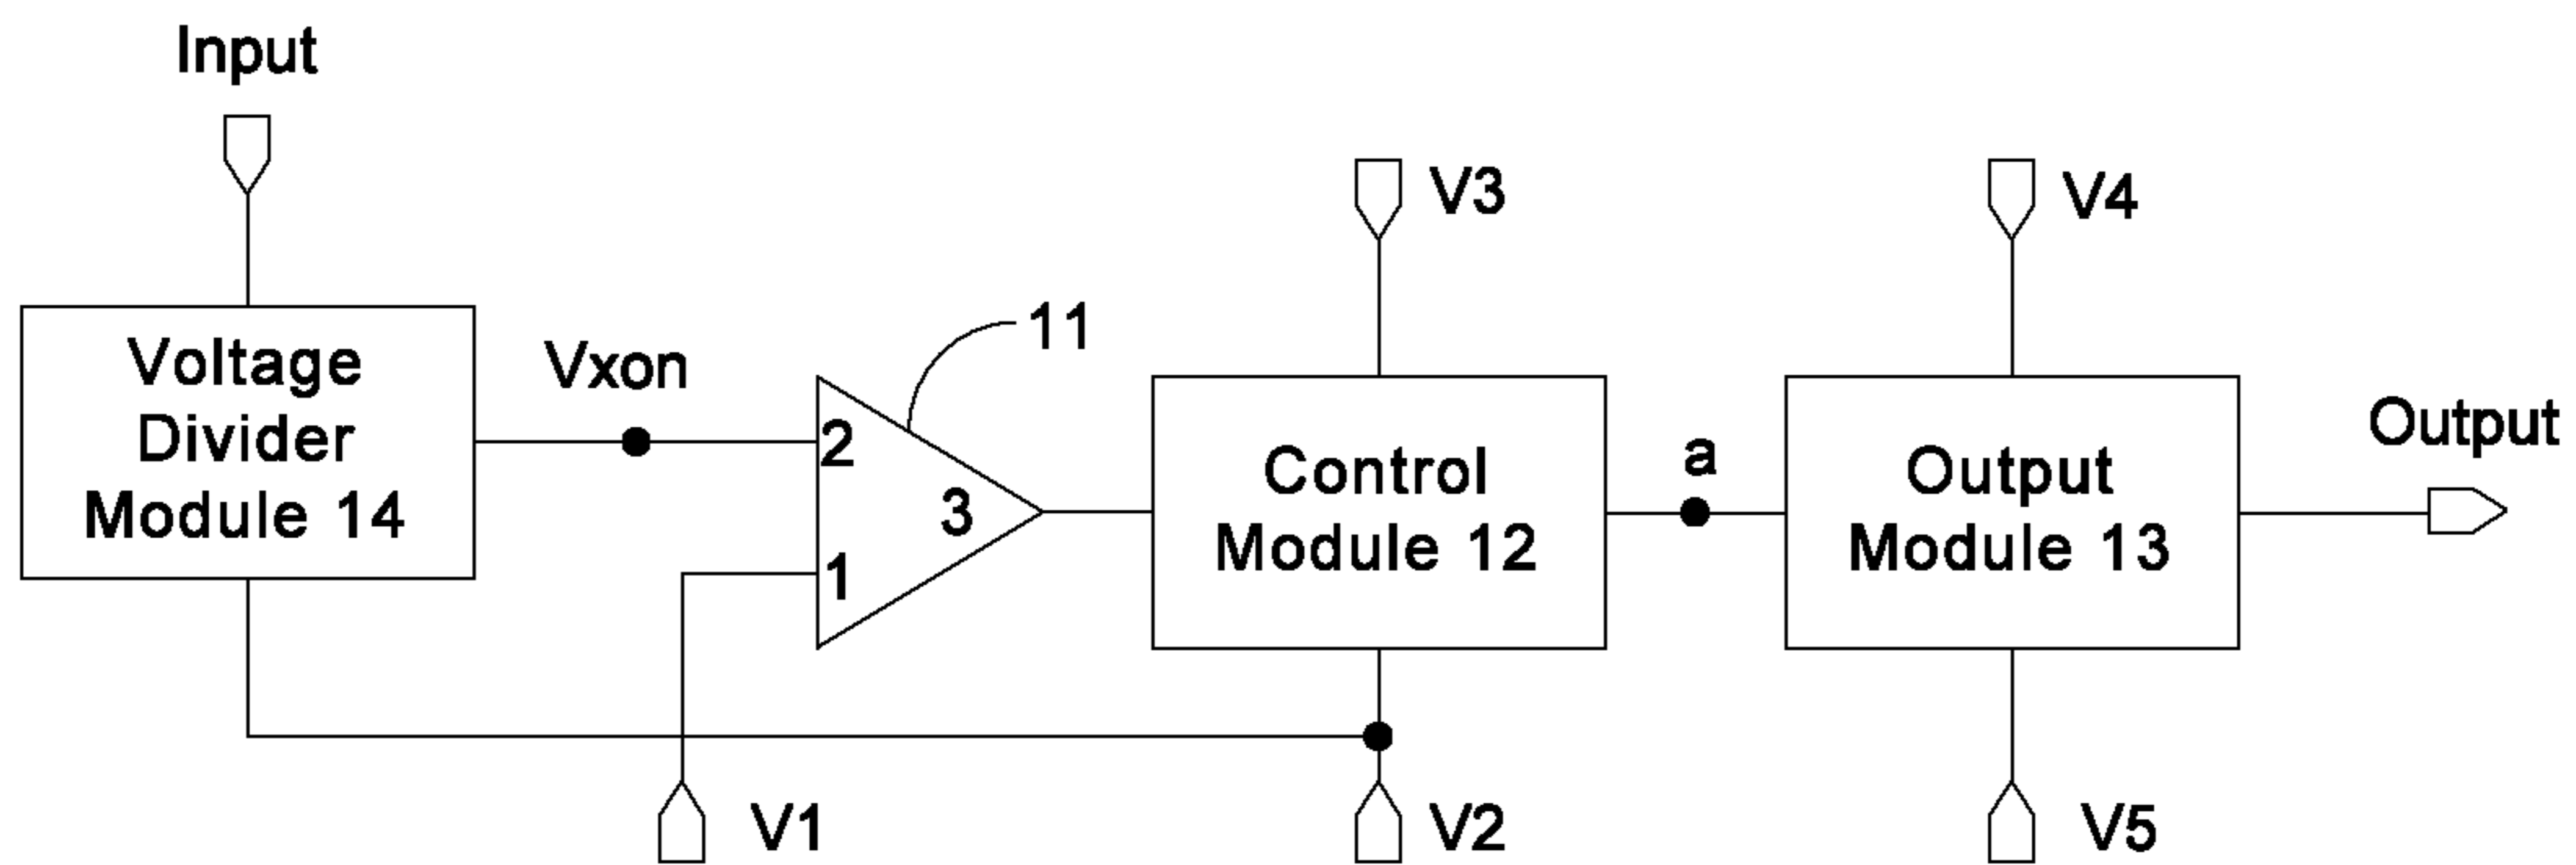 Input
V3
V4
11
Voltage
Divider
Module 14
Vxon
2
1
3
Control
Module 12
a
Output
Module 13
Output
V1
V2
V5